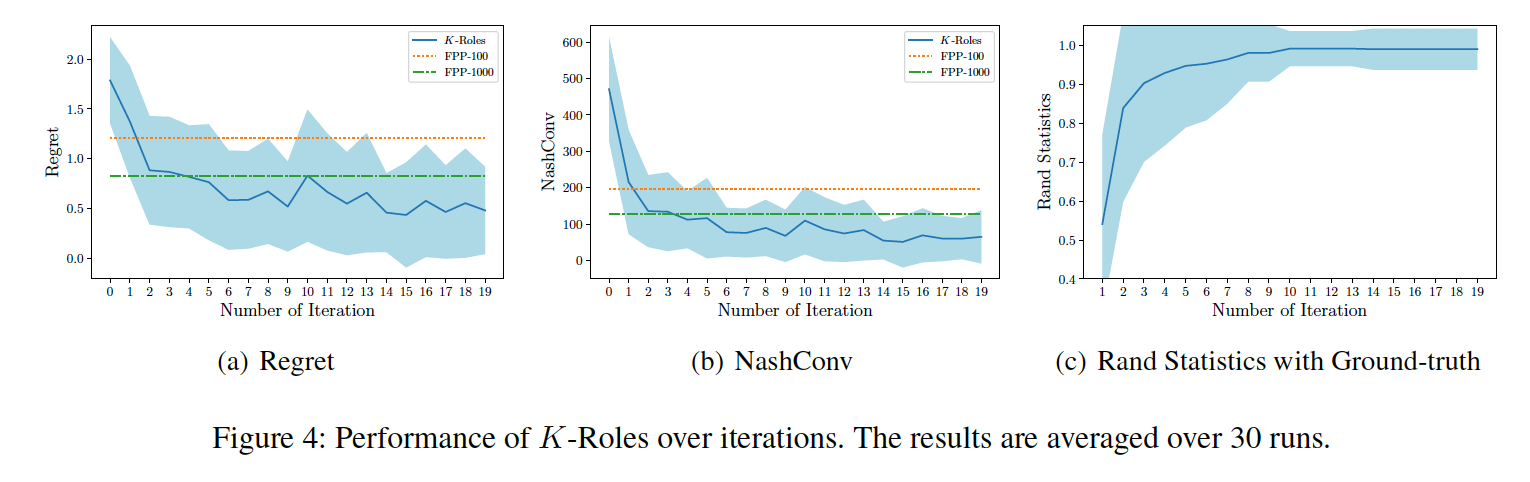 Regret
2.0
1.5
1.0
0.5
0.0
K-Roles
FPP-100
FPP-1000
0 1 2 3 4 5 6 7 8 9 10 11 12 13 14 15 16 17 18 19
Number of Iteration
(a) Regret
NashConv
600
500
400
300
200
100
0
K-Roles
FPP-100
FPP-1000
0 1 2 3 4 5 6 7 8 9 10 11 12 13 14 15 16 17 18 19
Number of Iteration
(b) NashConv
Rand Statistics
1.0
0.9
0.8
0.7
0.6
0.5
0.4
1 2 3 4 5 6 7 8 9 10 11 12 13 14 15 16 17 18 19
Number of Iteration
(c) Rand Statistics with Ground-truth
Figure 4: Performance of K-Roles over iterations. The results are averaged over 30 runs.